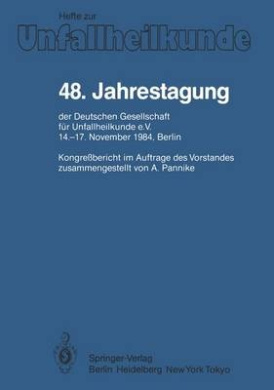 Hefte zur
Unfallheilkunde
48. Jahrestagung
der Deutschen Gesellschaft
für Unfallheilkunde e.V.
14.–17. November 1984, Berlin
Kongreßbericht im Auftrage des Vorstandes
zusammengestellt von A. Pannike
Springer-Verlag
Berlin Heidelberg New York Tokyo